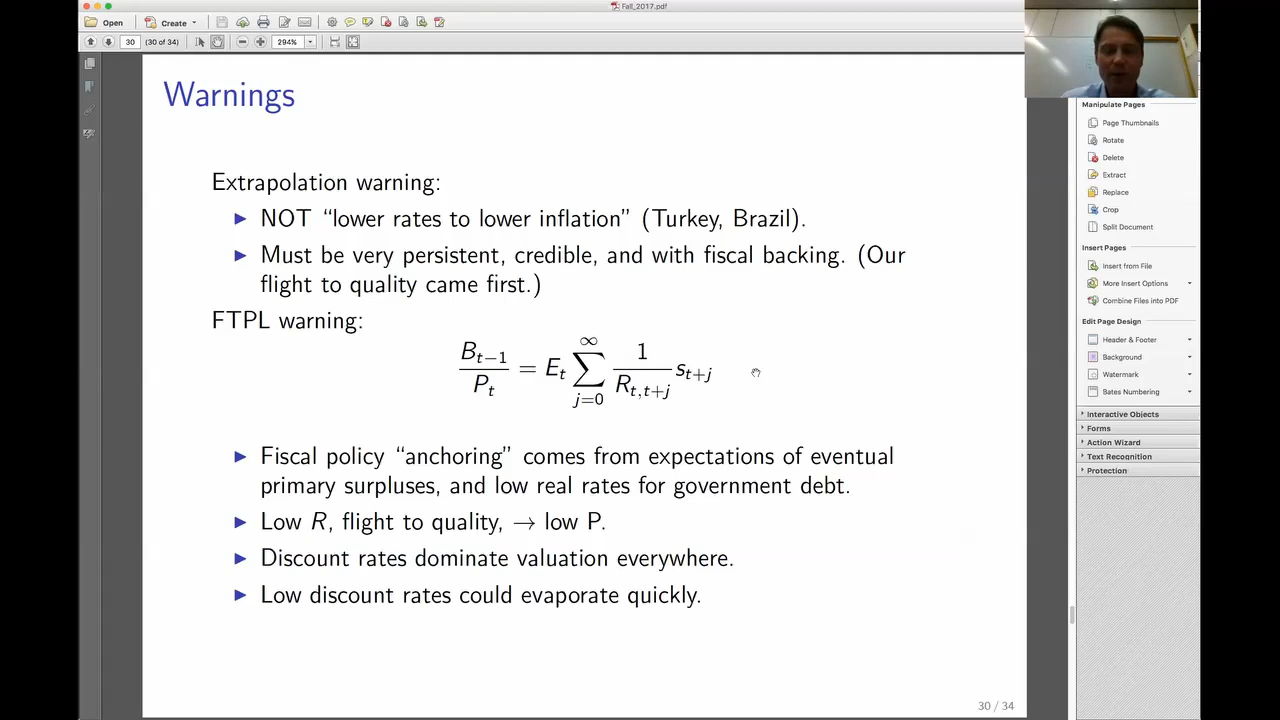 Fall_2017.pdf
Open
Create
30
(30 of 34)
294%
Warnings
Extrapolation warning:
► NOT “lower rates to lower inflation” (Turkey, Brazil).
► Must be very persistent, credible, and with fiscal backing. (Our
flight to quality came first.)
FTPL warning:
B_{t−1}/P_t = E_t ∑_{j=0}^{∞} 1/R_{t,t+j} s_{t+j}
► Fiscal policy “anchoring” comes from expectations of eventual
primary surpluses, and low real rates for government debt.
► Low R, flight to quality, → low P.
► Discount rates dominate valuation everywhere.
► Low discount rates could evaporate quickly.
30 / 34
Manipulate Pages
Page Thumbnails
Rotate
Delete
Extract
Replace
Crop
Split Document
Insert Pages
Insert from File
More Insert Options
Combine Files into PDF
Edit Page Design
Header & Footer
Background
Watermark
Bates Numbering
Interactive Objects
Forms
Action Wizard
Text Recognition
Protection